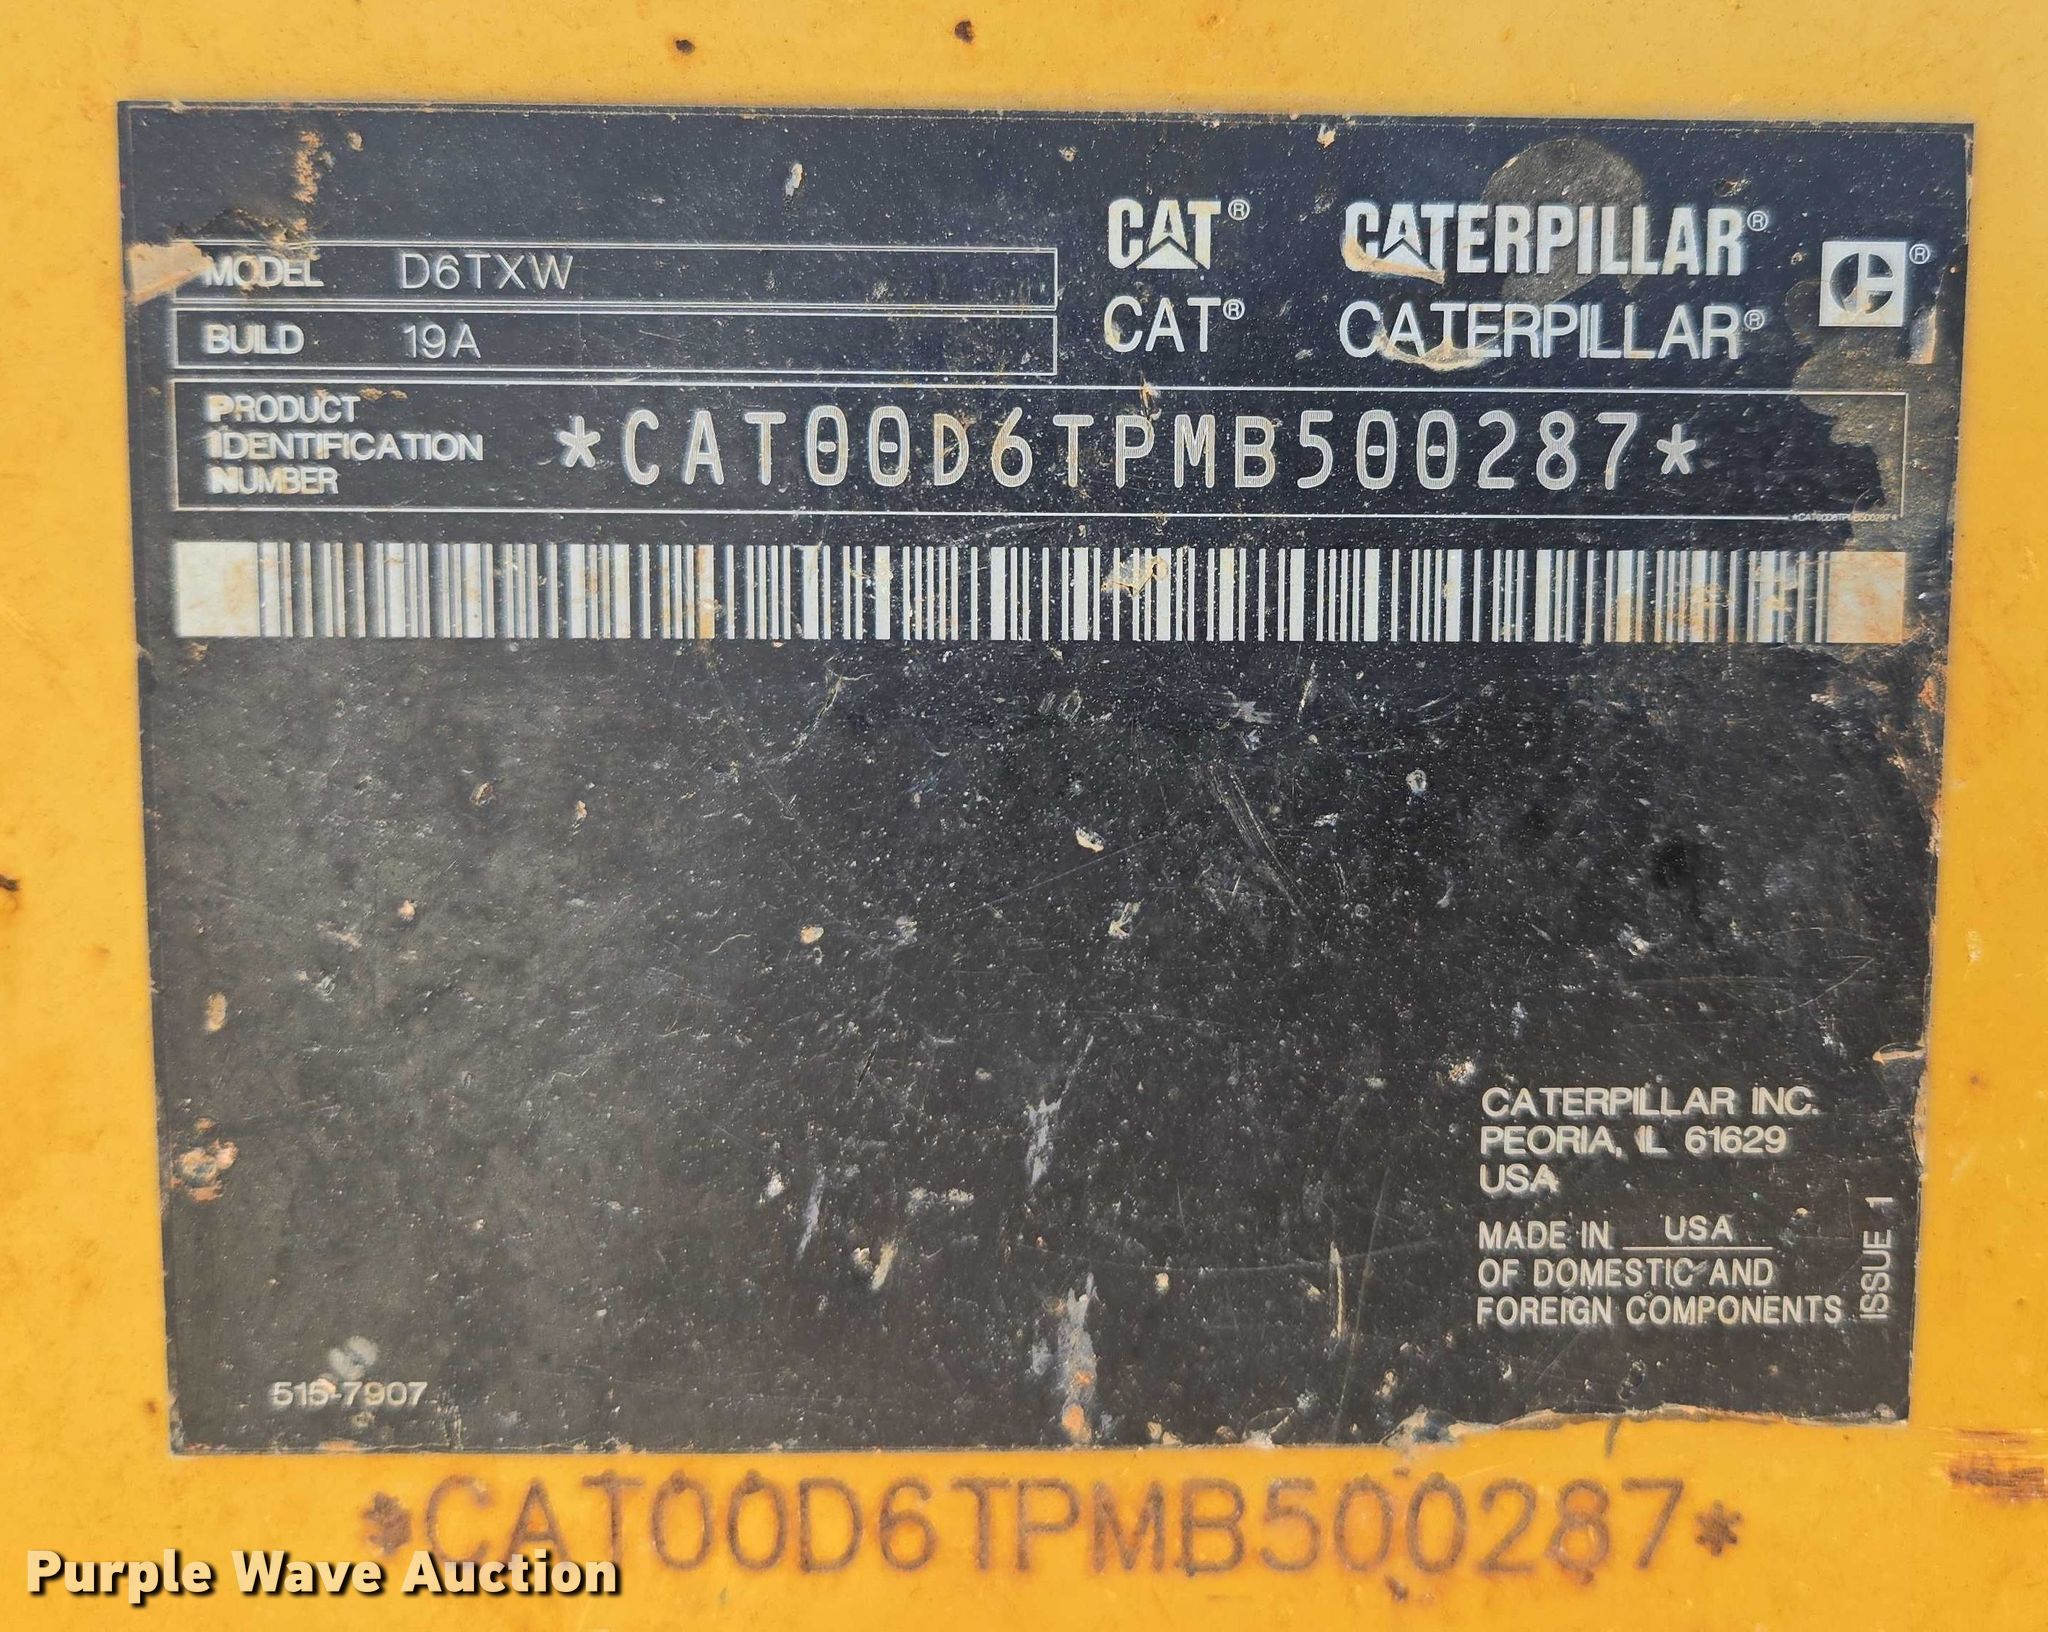 MODEL D6TXW
BUILD 19A
CAT® CATERPILLAR®
CAT® CATERPILLAR®
®
PRODUCT
IDENTIFICATION
NUMBER
*CAT00D6TPMB500287*
*CAT00D6TPMB500287*
CATERPILLAR INC.
PEORIA, IL 61629
USA
MADE IN USA
OF DOMESTIC AND
FOREIGN COMPONENTS
ISSUE 1
515-7907
*CAT00D6TPMB500287*
Purple Wave Auction